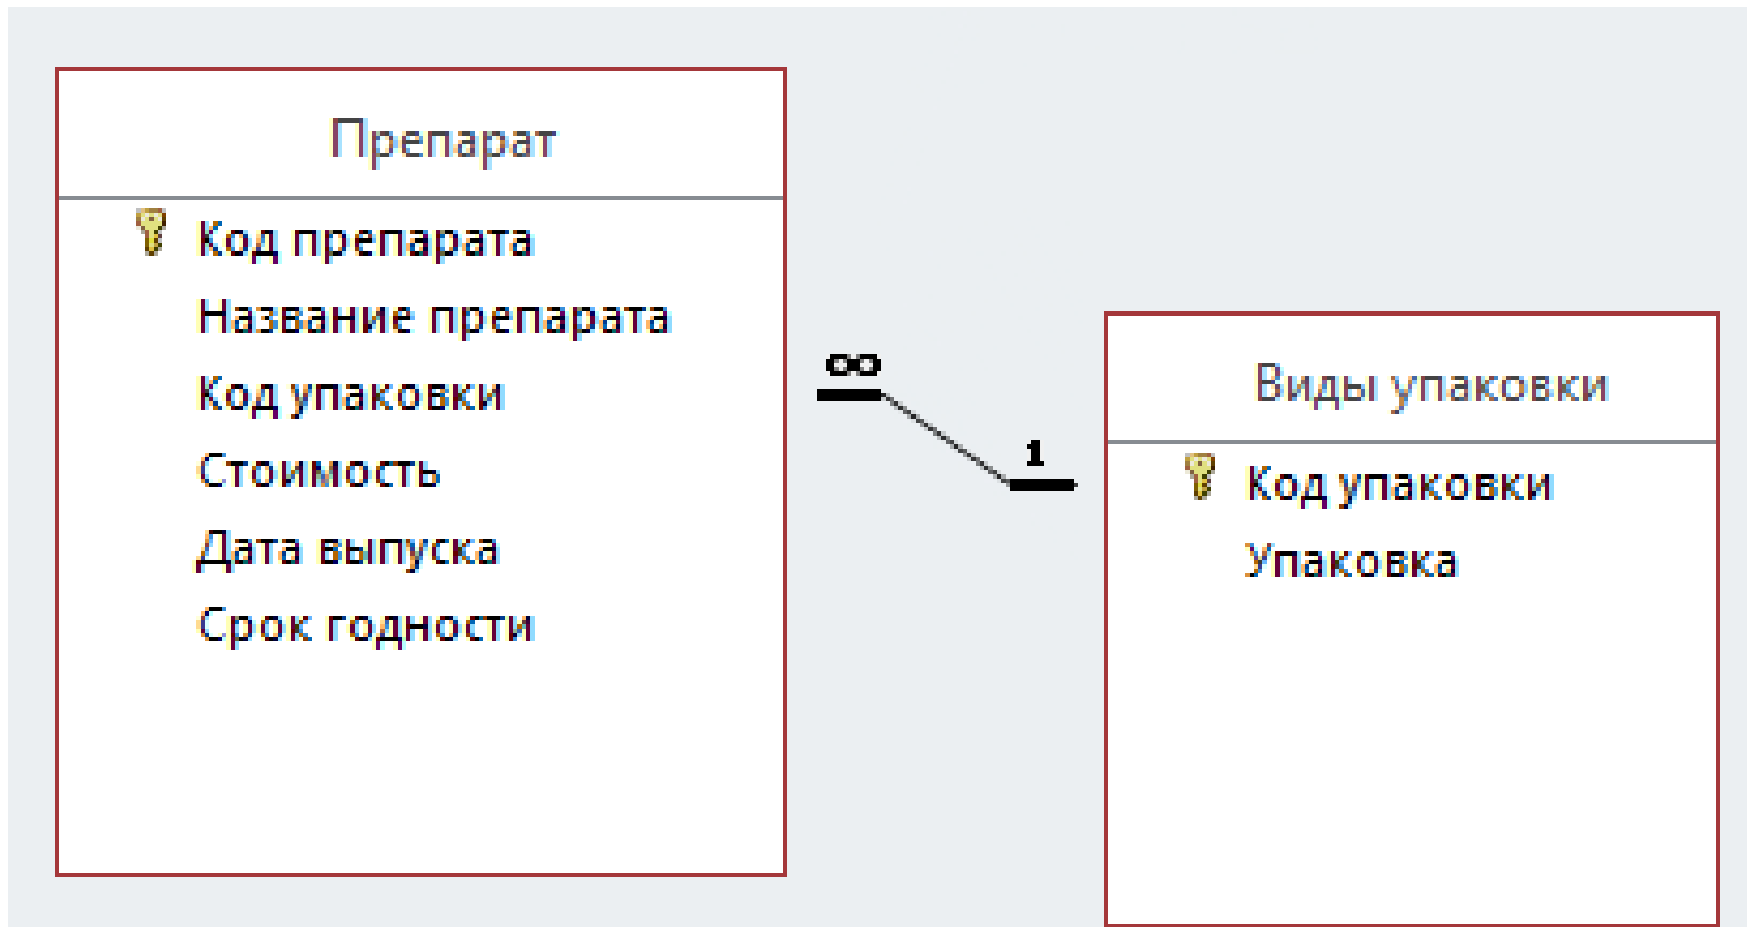 Препарат
Код препарата
Название препарата
Код упаковки
Стоимость
Дата выпуска
Срок годности
∞
1
Виды упаковки
Код упаковки
Упаковка